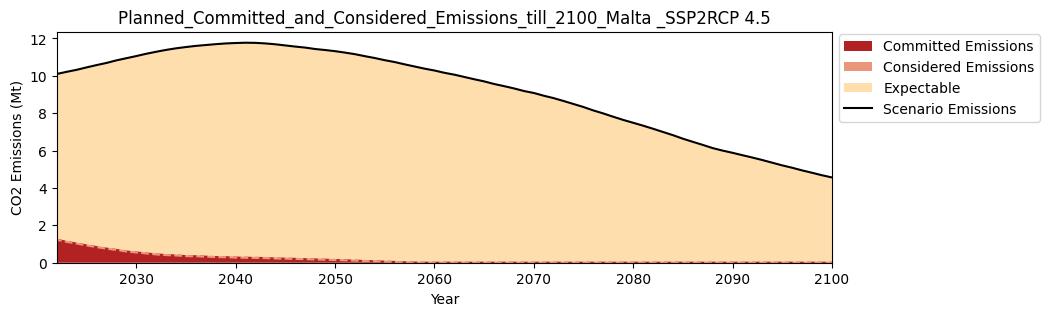 Planned_Committed_and_Considered_Emissions_till_2100_Malta _SSP2RCP 4.5
12
10
8
6
4
2
0
CO2 Emissions (Mt)
2030
2040
2050
2060
2070
2080
2090
2100
Year
Committed Emissions
Considered Emissions
Expectable
Scenario Emissions